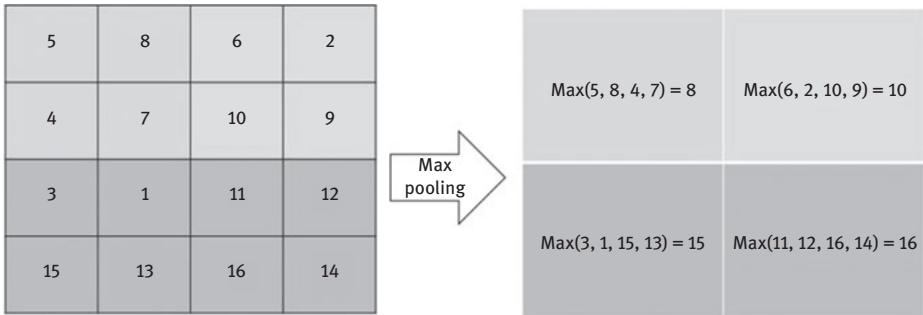 5 8 6 2
4 7 10 9
3 1 11 12
15 13 16 14
Max
pooling
Max(5, 8, 4, 7) = 8 Max(6, 2, 10, 9) = 10
Max(3, 1, 15, 13) = 15 Max(11, 12, 16, 14) = 16